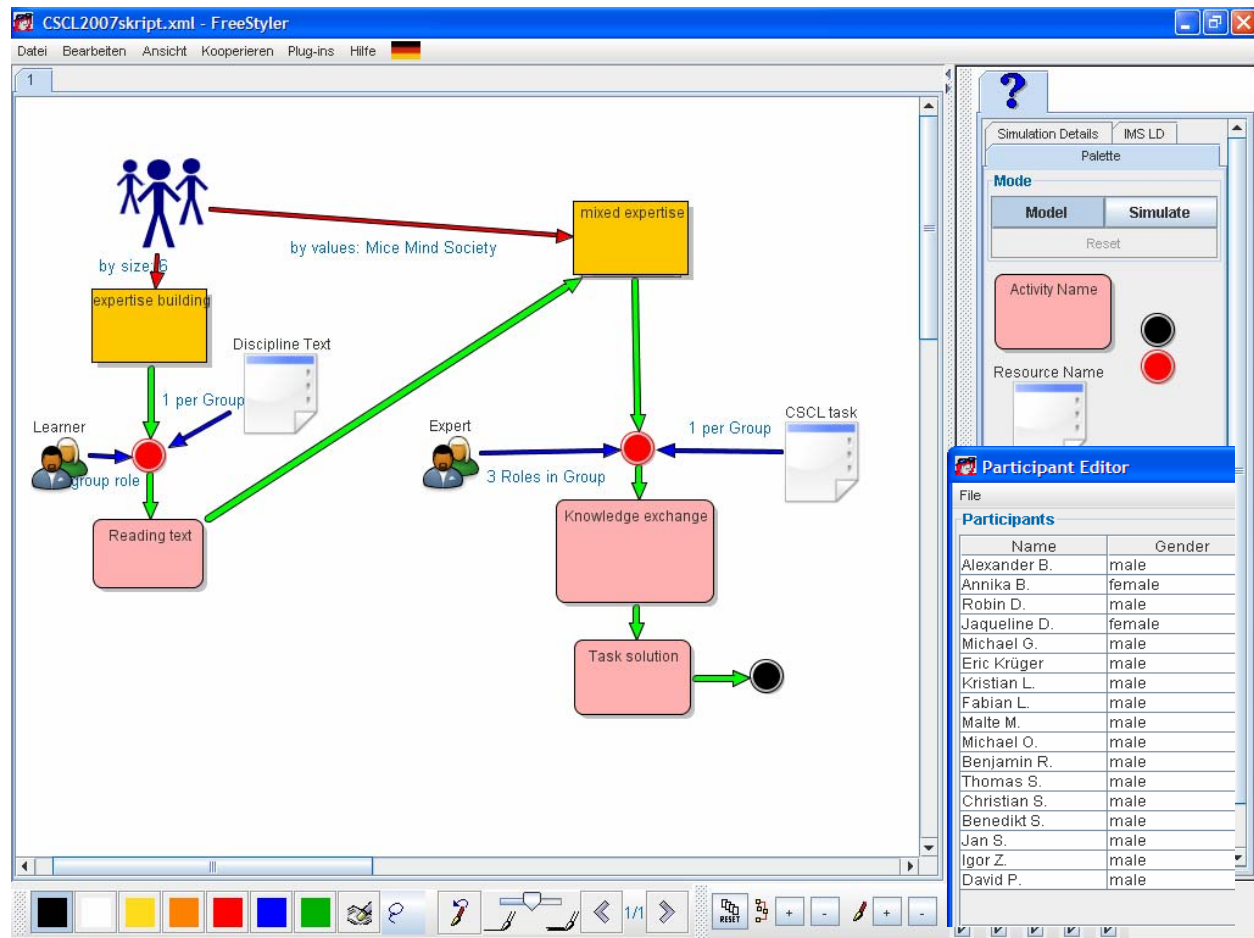 CSCL2007skript.xml - FreeStyler
Datei Bearbeiten Ansicht Kooperieren Plug-ins Hilfe
1
by values: Mice Mind Society
by size: 6
expertise building
mixed expertise
Discipline Text
1 per Group
Learner
group role
Reading text
Expert
3 Roles in Group
1 per Group
CSCL task
Knowledge exchange
Task solution
1/1
RESET
+ -
+ -
?
Simulation Details IMS LD
Palette
Mode
Model Simulate
Reset
Activity Name
Resource Name
Participant Editor
File
Participants
Name Gender
Alexander B. male
Annika B. female
Robin D. male
Jaqueline D. female
Michael G. male
Eric Krüger male
Kristian L. male
Fabian L. male
Malte M. male
Michael O. male
Benjamin R. male
Thomas S. male
Christian S. male
Benedikt S. male
Jan S. male
Igor Z. male
David P. male